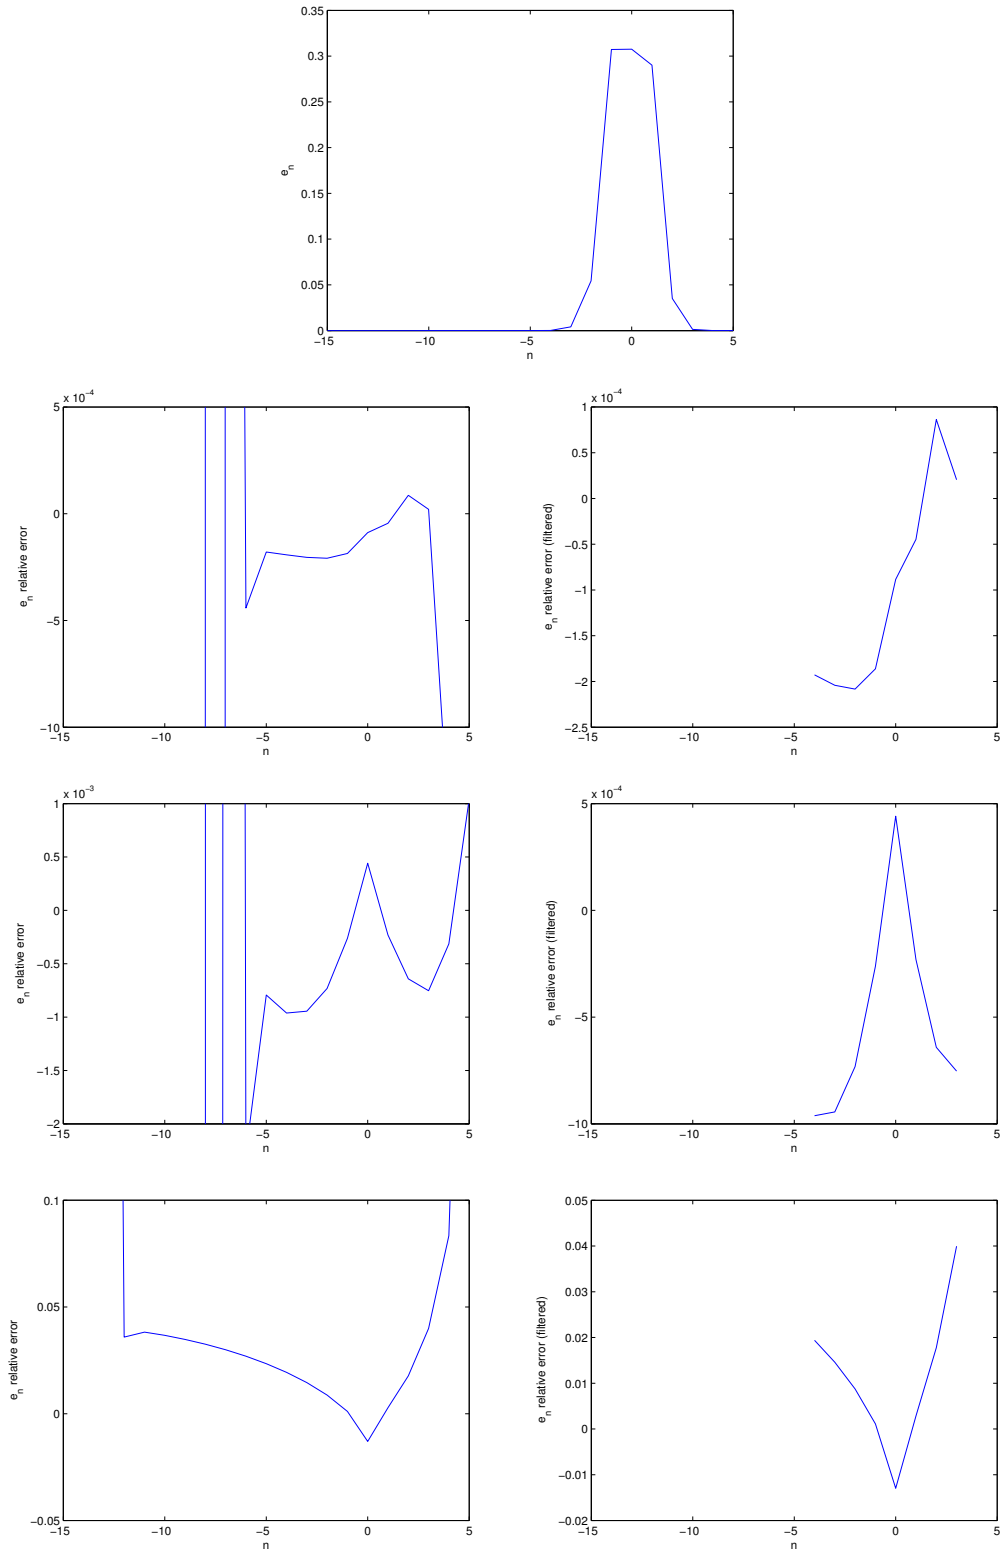 0.35
0.3
0.25
0.2
0.15
0.1
0.05
0
e_n
−15 −10 −5 0 5
n
x 10^−4
5
0
−5
−10
e_n relative error
−15 −10 −5 0 5
n
x 10^−4
1
0.5
0
−0.5
−1
−1.5
−2
−2.5
e_n relative error (filtered)
−15 −10 −5 0 5
n
x 10^−3
1
0.5
0
−0.5
−1
−1.5
−2
e_n relative error
−15 −10 −5 0 5
n
x 10^−4
5
0
−5
−10
e_n relative error (filtered)
−15 −10 −5 0 5
n
0.1
0.05
0
−0.05
e_n relative error
−15 −10 −5 0 5
n
0.05
0.04
0.03
0.02
0.01
0
−0.01
−0.02
e_n relative error (filtered)
−15 −10 −5 0 5
n